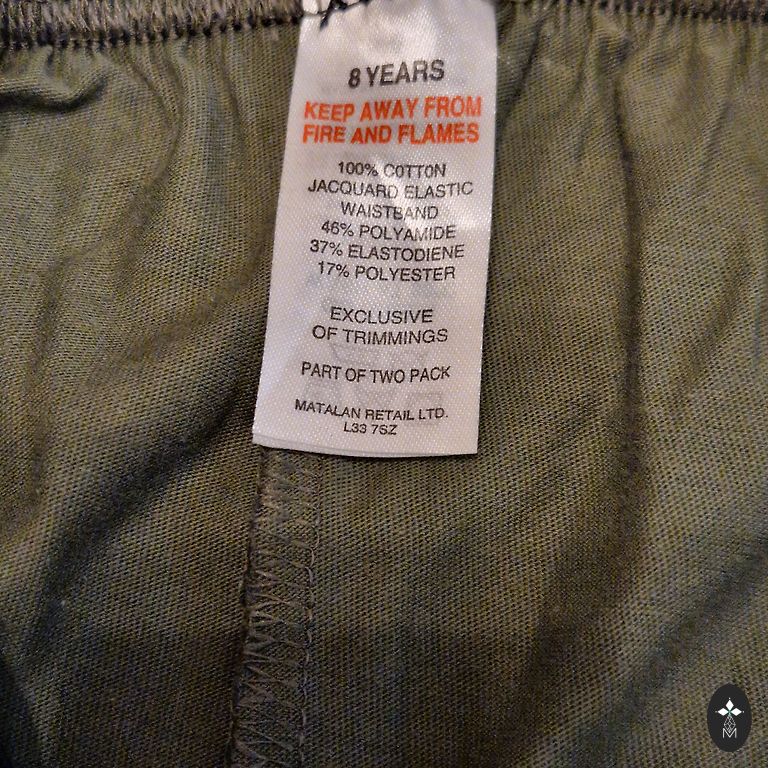 8 YEARS
KEEP AWAY FROM
FIRE AND FLAMES
100% COTTON
JACQUARD ELASTIC
WAISTBAND
46% POLYAMIDE
37% ELASTODIENE
17% POLYESTER
EXCLUSIVE
OF TRIMMINGS
PART OF TWO PACK
MATALAN RETAIL LTD.
L33 7SZ
M